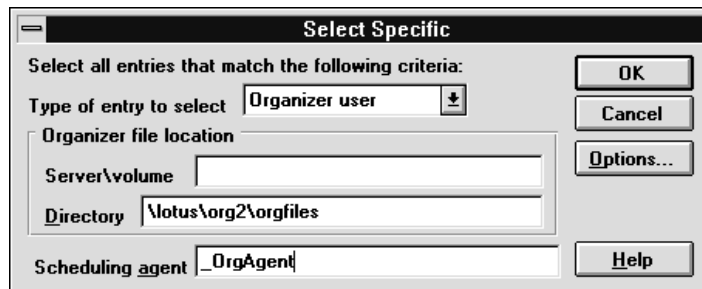 Select Specific
Select all entries that match the following criteria:
Type of entry to select Organizer user
Organizer file location
Server\volume
Directory \lotus\org2\orgfiles
Scheduling agent _OrgAgent
OK
Cancel
Options...
Help